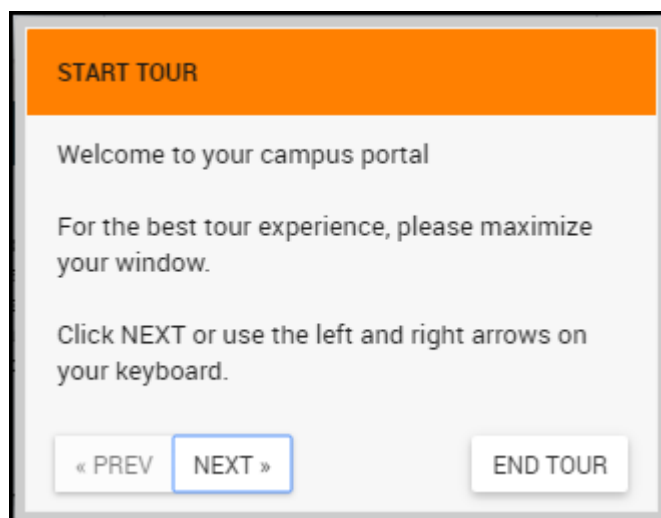 START TOUR
Welcome to your campus portal
For the best tour experience, please maximize
your window.
Click NEXT or use the left and right arrows on
your keyboard.
« PREV NEXT » END TOUR